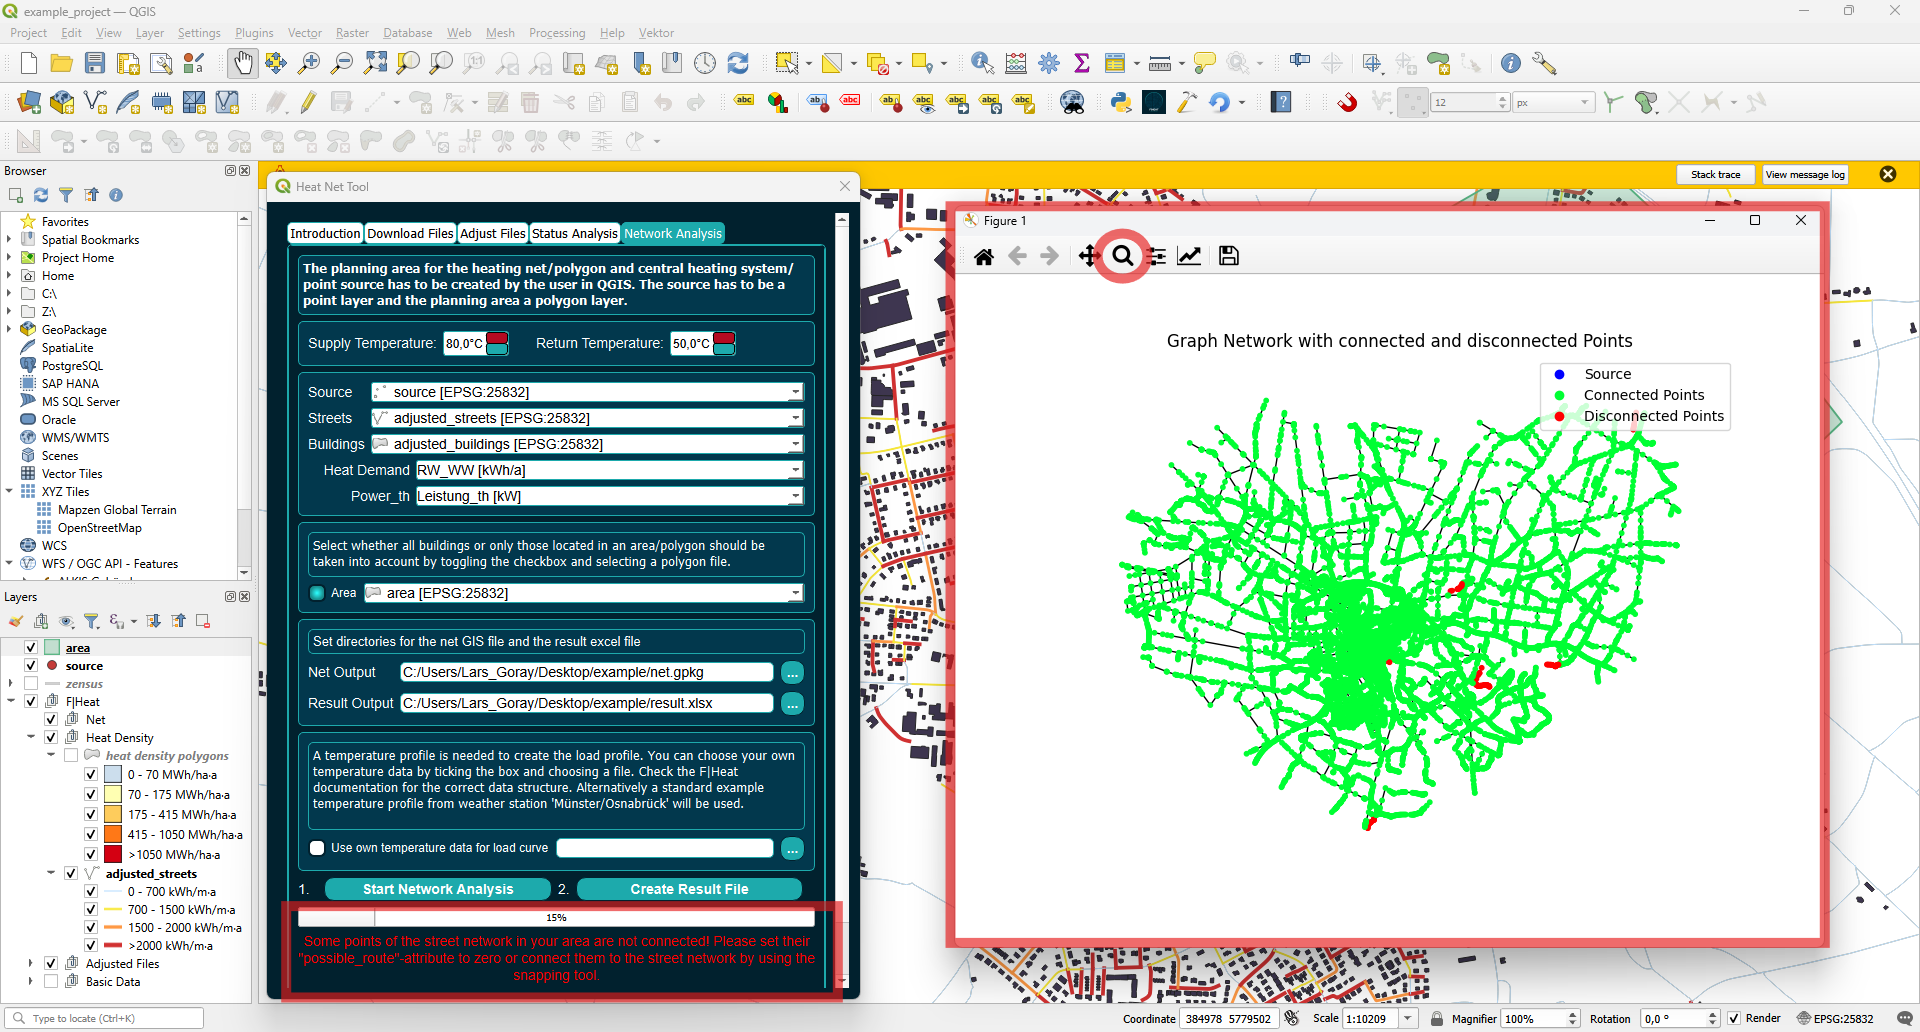 example_project — QGIS
Project Edit View Layer Settings Plugins Vector Raster Database Web Mesh Processing Help Vektor
12 px
Browser
Favorites
Spatial Bookmarks
Project Home
Home
C:\
Z:\
GeoPackage
SpatiaLite
PostgreSQL
SAP HANA
MS SQL Server
Oracle
WMS/WMTS
Scenes
Vector Tiles
XYZ Tiles
Mapzen Global Terrain
OpenStreetMap
WCS
WFS / OGC API - Features
Layers
area
source
zensus
F|Heat
Net
Heat Density
heat density polygons
0 - 70 MWh/ha·a
70 - 175 MWh/ha·a
175 - 415 MWh/ha·a
415 - 1050 MWh/ha·a
>1050 MWh/ha·a
adjusted_streets
0 - 700 kWh/m·a
700 - 1500 kWh/m·a
1500 - 2000 kWh/m·a
>2000 kWh/m·a
Adjusted Files
Basic Data
Stack trace View message log
Heat Net Tool
Introduction Download Files Adjust Files Status Analysis Network Analysis
The planning area for the heating net/polygon and central heating system/
point source has to be created by the user in QGIS. The source has to be a
point layer and the planning area a polygon layer.
Supply Temperature: 80,0°C Return Temperature: 50,0°C
Source source [EPSG:25832]
Streets adjusted_streets [EPSG:25832]
Buildings adjusted_buildings [EPSG:25832]
Heat Demand RW_WW [kWh/a]
Power_th Leistung_th [kW]
Select whether all buildings or only those located in an area/polygon should be
taken into account by toggling the checkbox and selecting a polygon file.
Area area [EPSG:25832]
Set directories for the net GIS file and the result excel file
Net Output C:/Users/Lars_Goray/Desktop/example/net.gpkg ...
Result Output C:/Users/Lars_Goray/Desktop/example/result.xlsx ...
A temperature profile is needed to create the load profile. You can choose your own
temperature data by ticking the box and choosing a file. Check the F|Heat
documentation for the correct data structure. Alternatively a standard example
temperature profile from weather station 'Münster/Osnabrück' will be used.
Use own temperature data for load curve ...
1. Start Network Analysis 2. Create Result File
15%
Some points of the street network in your area are not connected! Please set their
"possible_route"-attribute to zero or connect them to the street network by using the
snapping tool.
Figure 1
Graph Network with connected and disconnected Points
Source
Connected Points
Disconnected Points
Type to locate (Ctrl+K)
Coordinate 384978 5779502 Scale 1:10209 Magnifier 100% Rotation 0,0 ° Render EPSG:25832